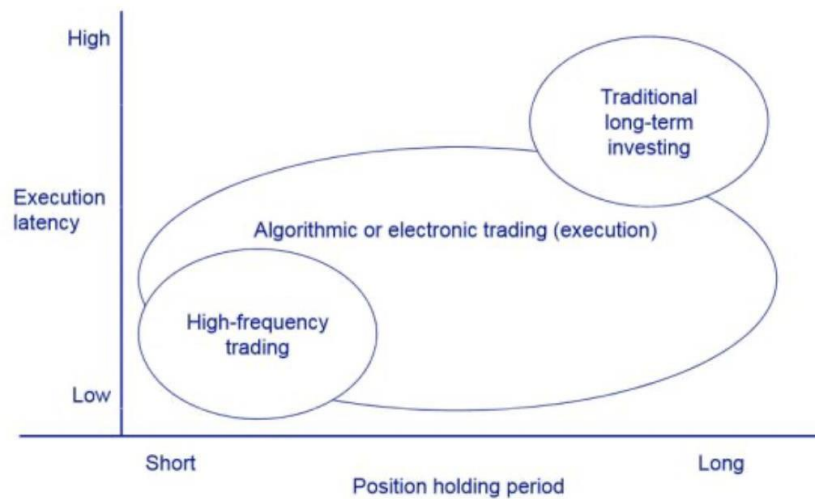 High
Traditional
long-term
investing
Execution
latency
Algorithmic or electronic trading (execution)
High-frequency
trading
Low
Short
Long
Position holding period